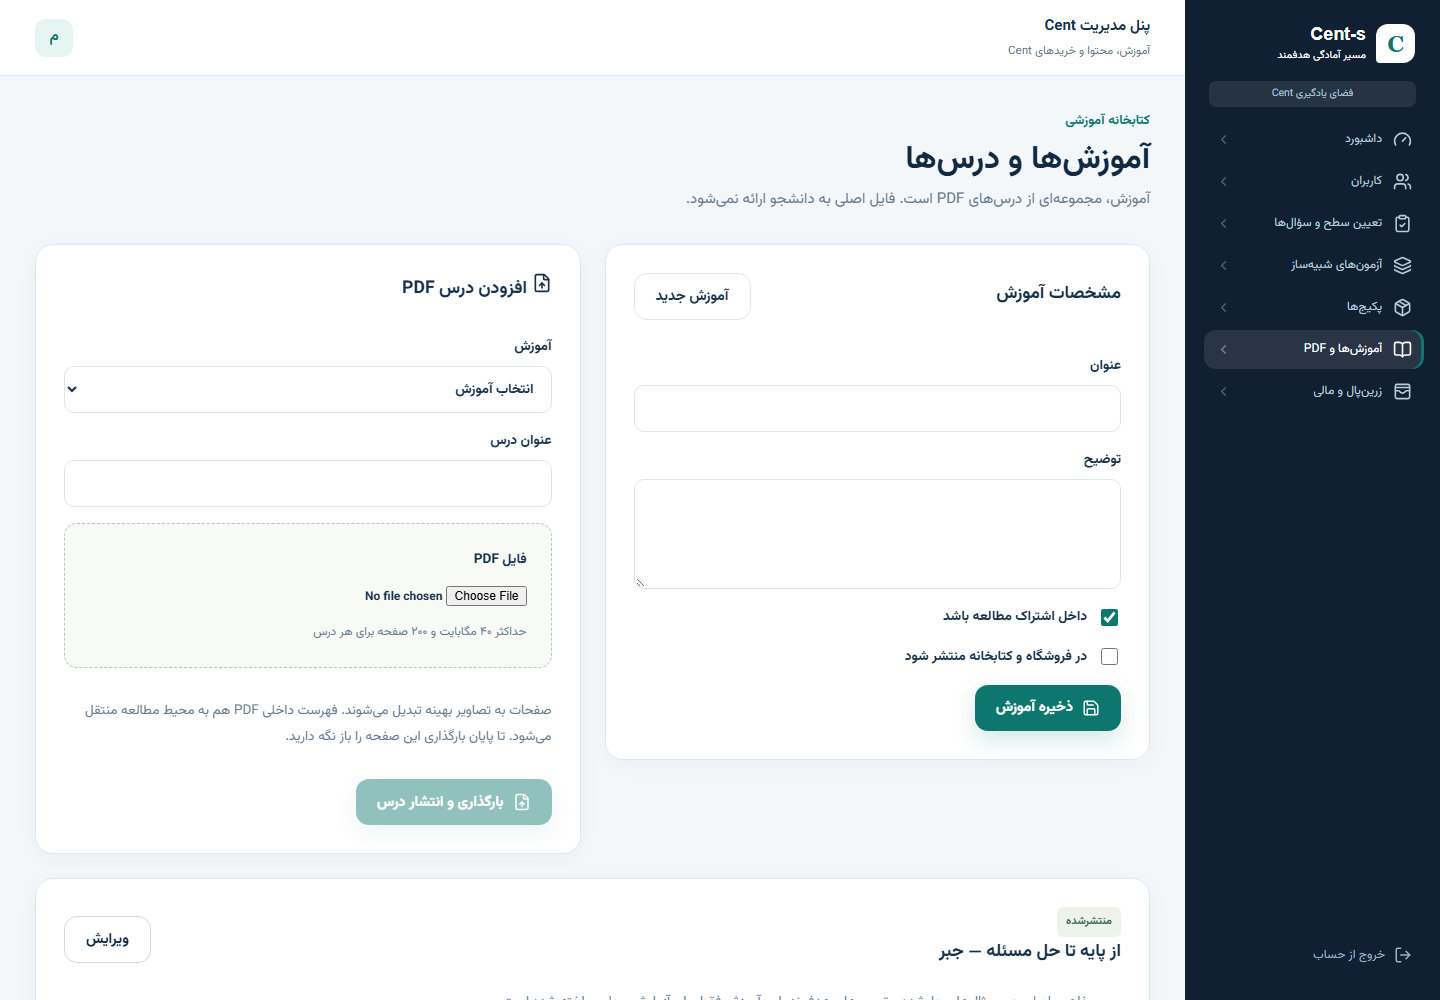 C
Cent-s
مسیر آمادگی هدفمند
فضای یادگیری Cent
داشبورد
کاربران
تعیین سطح و سؤال‌ها
آزمون‌های شبیه‌ساز
پکیج‌ها
آموزش‌ها و PDF
زرین‌پال و مالی
خروج از حساب
پنل مدیریت Cent
آموزش، محتوا و خریدهای Cent
م
کتابخانه آموزشی
آموزش‌ها و درس‌ها
آموزش، مجموعه‌ای از درس‌های PDF است. فایل اصلی به دانشجو ارائه نمی‌شود.
مشخصات آموزش
آموزش جدید
عنوان
توضیح
داخل اشتراک مطالعه باشد
در فروشگاه و کتابخانه منتشر شود
ذخیره آموزش
افزودن درس PDF
آموزش
انتخاب آموزش
عنوان درس
فایل PDF
Choose File No file chosen
حداکثر ۴۰ مگابایت و ۲۰۰ صفحه برای هر درس
صفحات به تصاویر بهینه تبدیل می‌شوند. فهرست داخلی PDF هم به محیط مطالعه منتقل
می‌شود. تا پایان بارگذاری این صفحه را باز نگه دارید.
بارگذاری و انتشار درس
منتشرشده
از پایه تا حل مسئله — جبر
ویرایش